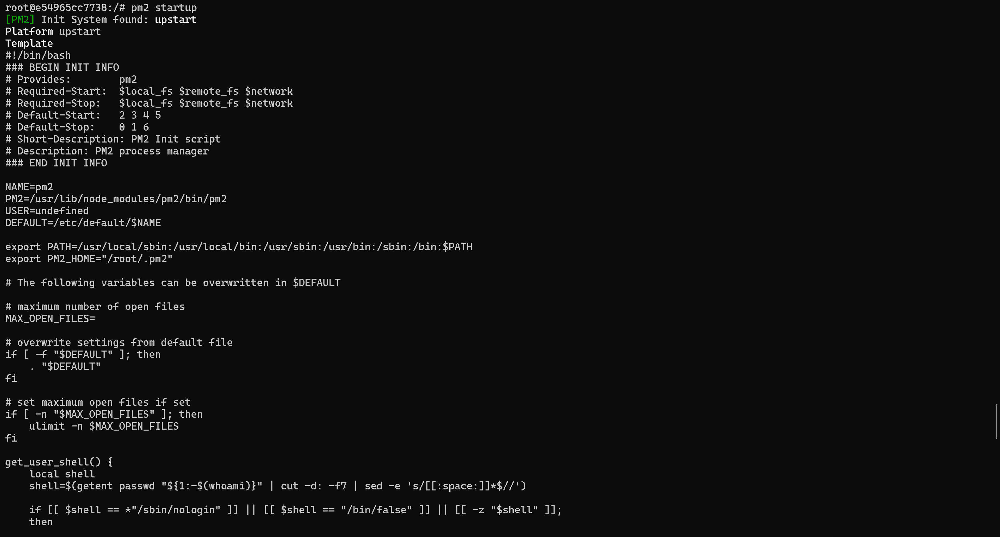 root@e54965cc7738:/# pm2 startup
[PM2] Init System found: upstart
Platform upstart
Template
#!/bin/bash
### BEGIN INIT INFO
# Provides:        pm2
# Required-Start:  $local_fs $remote_fs $network
# Required-Stop:   $local_fs $remote_fs $network
# Default-Start:   2 3 4 5
# Default-Stop:    0 1 6
# Short-Description: PM2 Init script
# Description: PM2 process manager
### END INIT INFO

NAME=pm2
PM2=/usr/lib/node_modules/pm2/bin/pm2
USER=undefined
DEFAULT=/etc/default/$NAME

export PATH=/usr/local/sbin:/usr/local/bin:/usr/sbin:/usr/bin:/sbin:/bin:$PATH
export PM2_HOME="/root/.pm2"

# The following variables can be overwritten in $DEFAULT

# maximum number of open files
MAX_OPEN_FILES=

# overwrite settings from default file
if [ -f "$DEFAULT" ]; then
    . "$DEFAULT"
fi

# set maximum open files if set
if [ -n "$MAX_OPEN_FILES" ]; then
    ulimit -n $MAX_OPEN_FILES
fi

get_user_shell() {
    local shell
    shell=$(getent passwd "${1:-$(whoami)}" | cut -d: -f7 | sed -e 's/[[:space:]]*$//')

    if [[ $shell == *"/sbin/nologin" ]] || [[ $shell == "/bin/false" ]] || [[ -z "$shell" ]];
    then